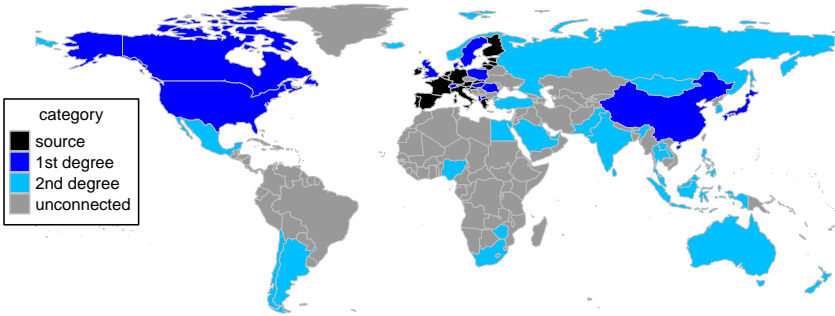 category
source
1st degree
2nd degree
unconnected